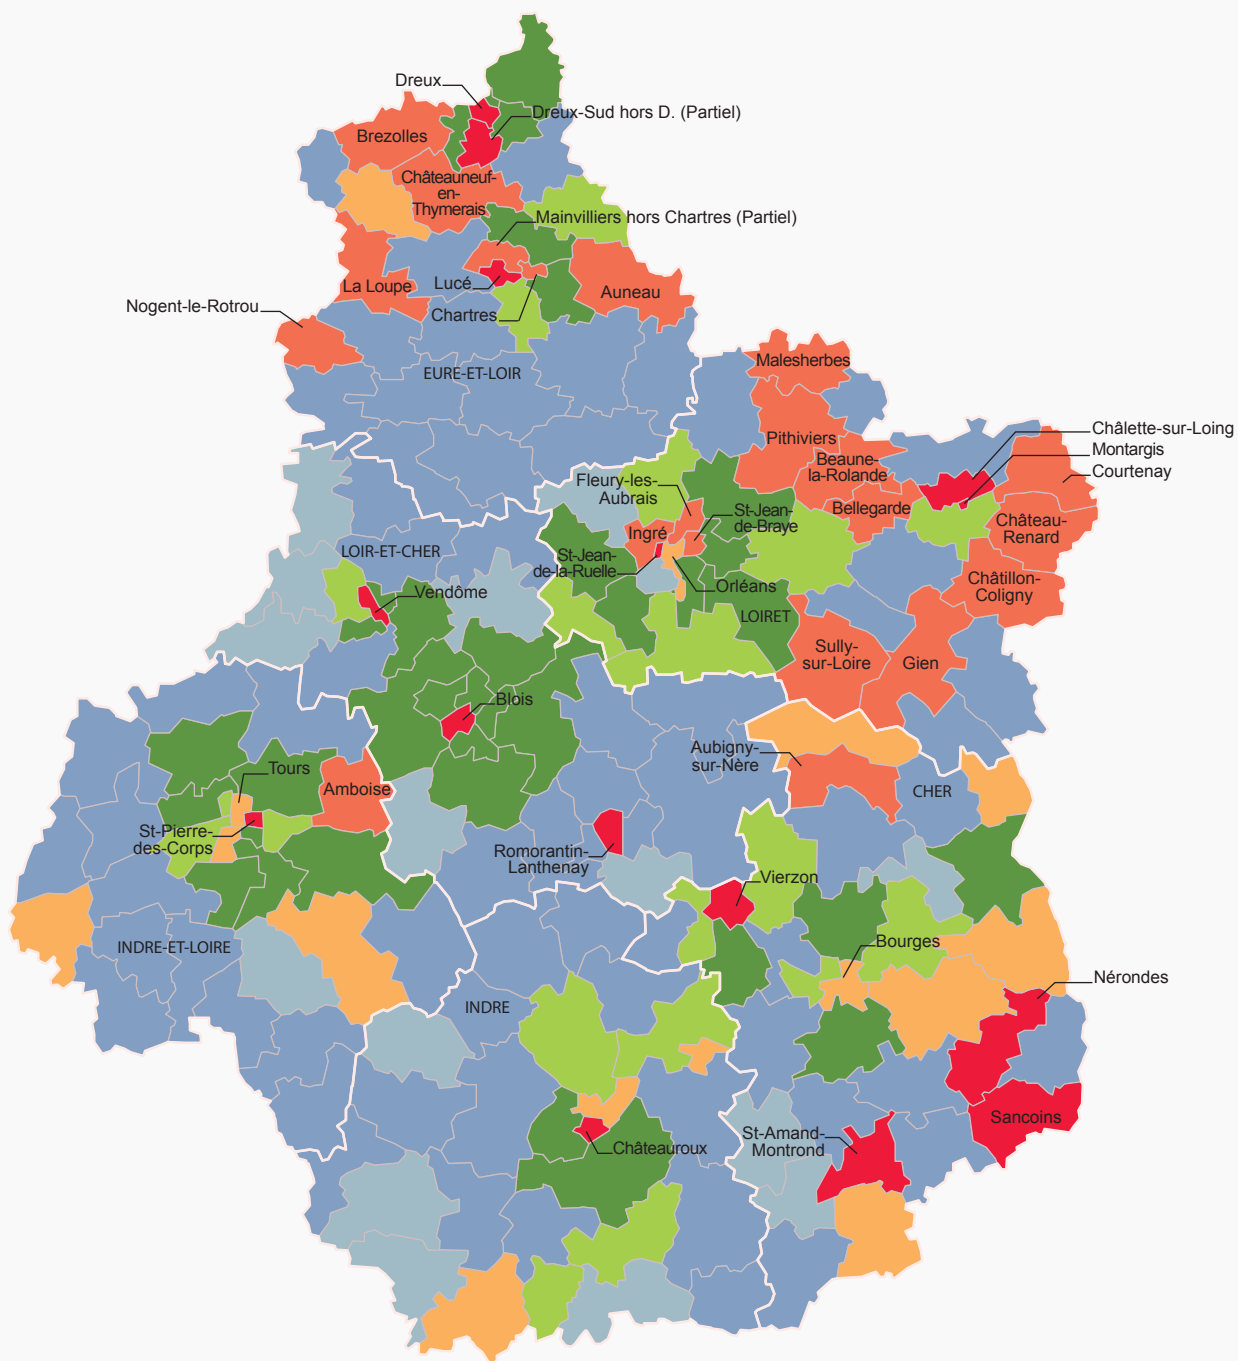 Dreux
Dreux-Sud hors D. (Partiel)
Brezolles
Châteauneuf-
en-
Thymerais
Mainvilliers hors Chartres (Partiel)
La Loupe
Lucé
Auneau
Nogent-le-Rotrou
Chartres
EURE-ET-LOIR
Malesherbes
Châlette-sur-Loing
Pithiviers
Montargis
Beaune-
la-Rolande
Courtenay
Fleury-les-
Aubrais
Bellegarde
St-Jean-
de-Braye
Château-
Renard
Ingré
LOIR-ET-CHER
St-Jean-
de-la-Ruelle
Châtillon-
Coligny
Orléans
Vendôme
LOIRET
Sully-
sur-Loire
Gien
Blois
Aubigny-
sur-Nère
Tours
Amboise
CHER
St-Pierre-
des-Corps
Romorantin-
Lanthenay
Vierzon
INDRE-ET-LOIRE
Bourges
Nérondes
INDRE
Sancoins
St-Amand-
Montrond
Châteauroux